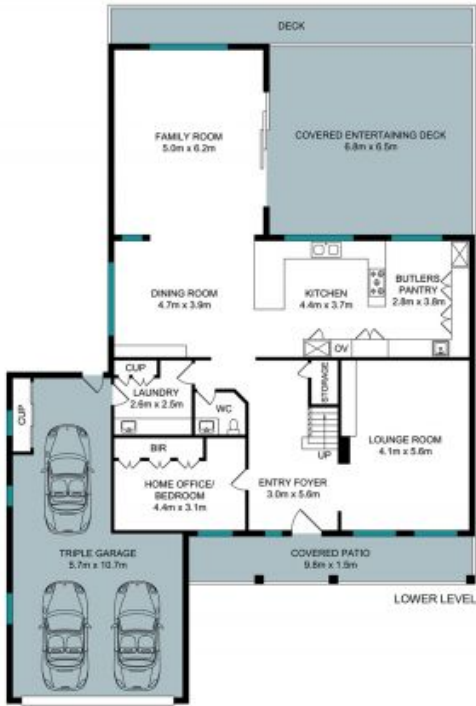 DECK
FAMILY ROOM
5.0m x 6.2m
COVERED ENTERTAINING DECK
6.8m x 6.5m
DINING ROOM
4.7m x 3.9m
KITCHEN
4.4m x 3.7m
BUTLERS
PANTRY
2.8m x 3.8m
OV
CUP
LAUNDRY
2.6m x 2.5m
WC
STORAGE
CUP
BIR
UP
LOUNGE ROOM
4.1m x 5.6m
HOME OFFICE/
BEDROOM
4.4m x 3.1m
ENTRY FOYER
3.0m x 5.6m
TRIPLE GARAGE
5.7m x 10.7m
COVERED PATIO
9.8m x 1.5m
LOWER LEVEL